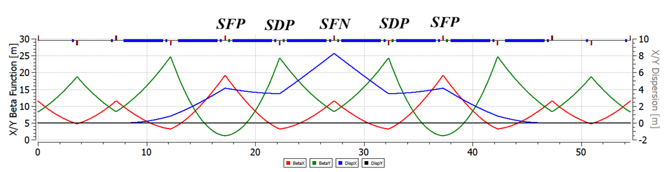 SFP SDP SFN SDP SFP
30
25
20
15
10
5
0
X/Y Beta Function [m]
10
8
6
4
2
0
-2
X/Y Dispersion [m]
0 10 20 30 40 50
BetaX BetaY DispX DispY